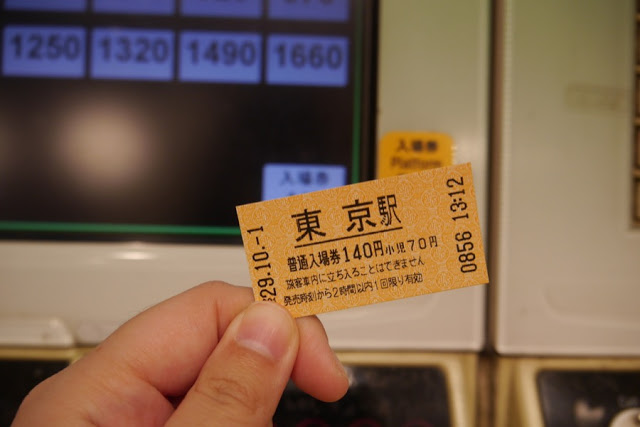 1250 1320 1490 1660
入場券
入場券
Platform
東京駅
普通入場券140円小児70円
旅客車内に立ち入ることはできません
発売時刻から2時間以内1回限り有効
29.10.-1
0856 13:12